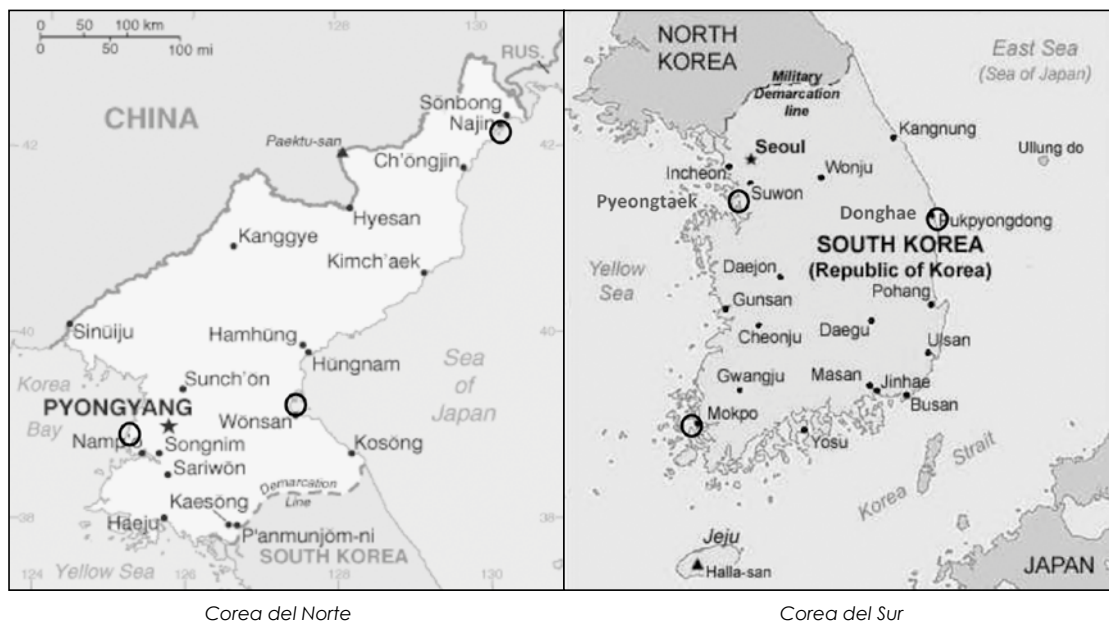 0 50 100 km
0 50 100 mi
128
130
RUS.
CHINA
Sŏnbong
Najin
42
42
Paektu-san
Ch'ŏngjin
Hyesan
Kanggye
Kimch'aek
40
40
Sinŭiju
Hamhŭng
Hŭngnam
Sea
of
Japan
Korea
Bay
Sunch'ŏn
PYONGYANG
Wŏnsan
Namp'o
Songnim
Kosŏng
Sariwŏn
Demarcation
Line
Kaesŏng
Haeju
P'anmunjŏm-ni
38
38
SOUTH KOREA
Yellow Sea
124
126
128
130
NORTH
KOREA
East Sea
(Sea of Japan)
Military
Demarcation
line
Kangnung
Seoul
Ullung do
Incheon
Wonju
Suwon
Pyeongtaek
Donghae
Pukpyongdong
SOUTH KOREA
(Republic of Korea)
Yellow
Sea
Daejon
Pohang
Gunsan
Daegu
Cheonju
Ulsan
Gwangju
Masan
Jinhae
Busan
Mokpo
Yosu
Korea Strait
Jeju
Halla-san
JAPAN
Corea del Norte
Corea del Sur